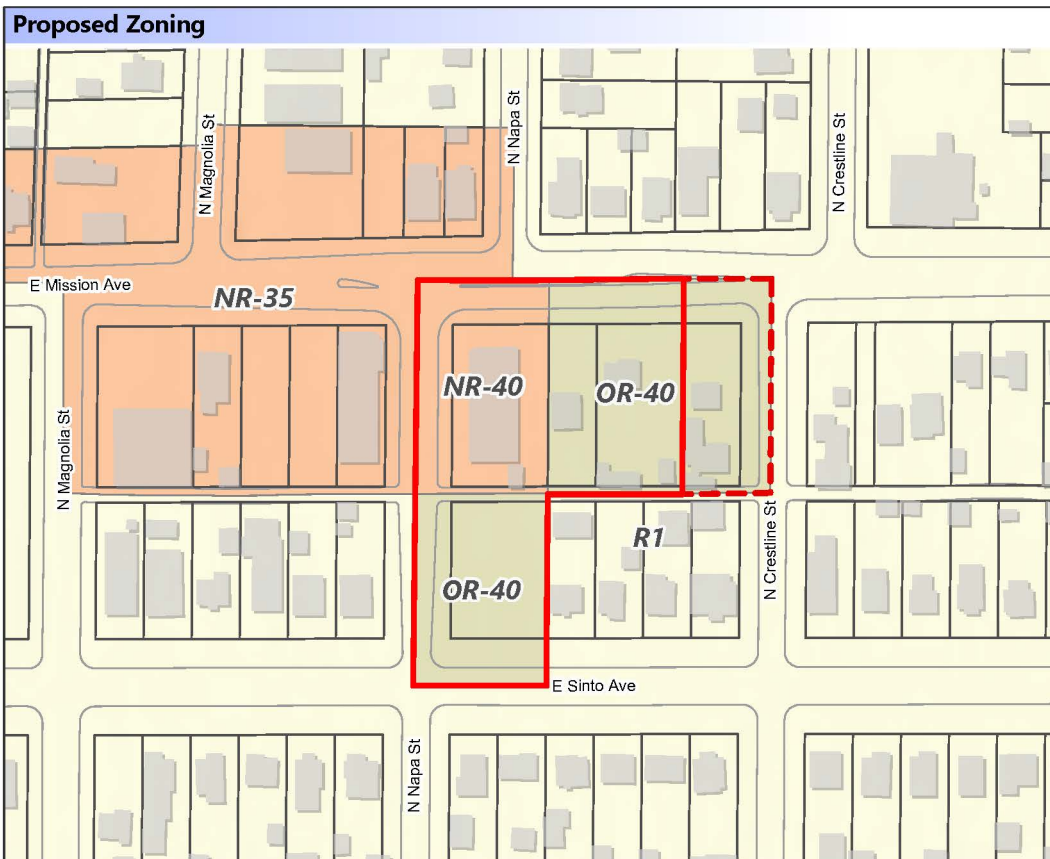 Proposed Zoning
N Magnolia St
N Napa St
N Crestline St
E Mission Ave
NR-35
NR-40
OR-40
N Magnolia St
R1
N Crestline St
OR-40
E Sinto Ave
N Napa St